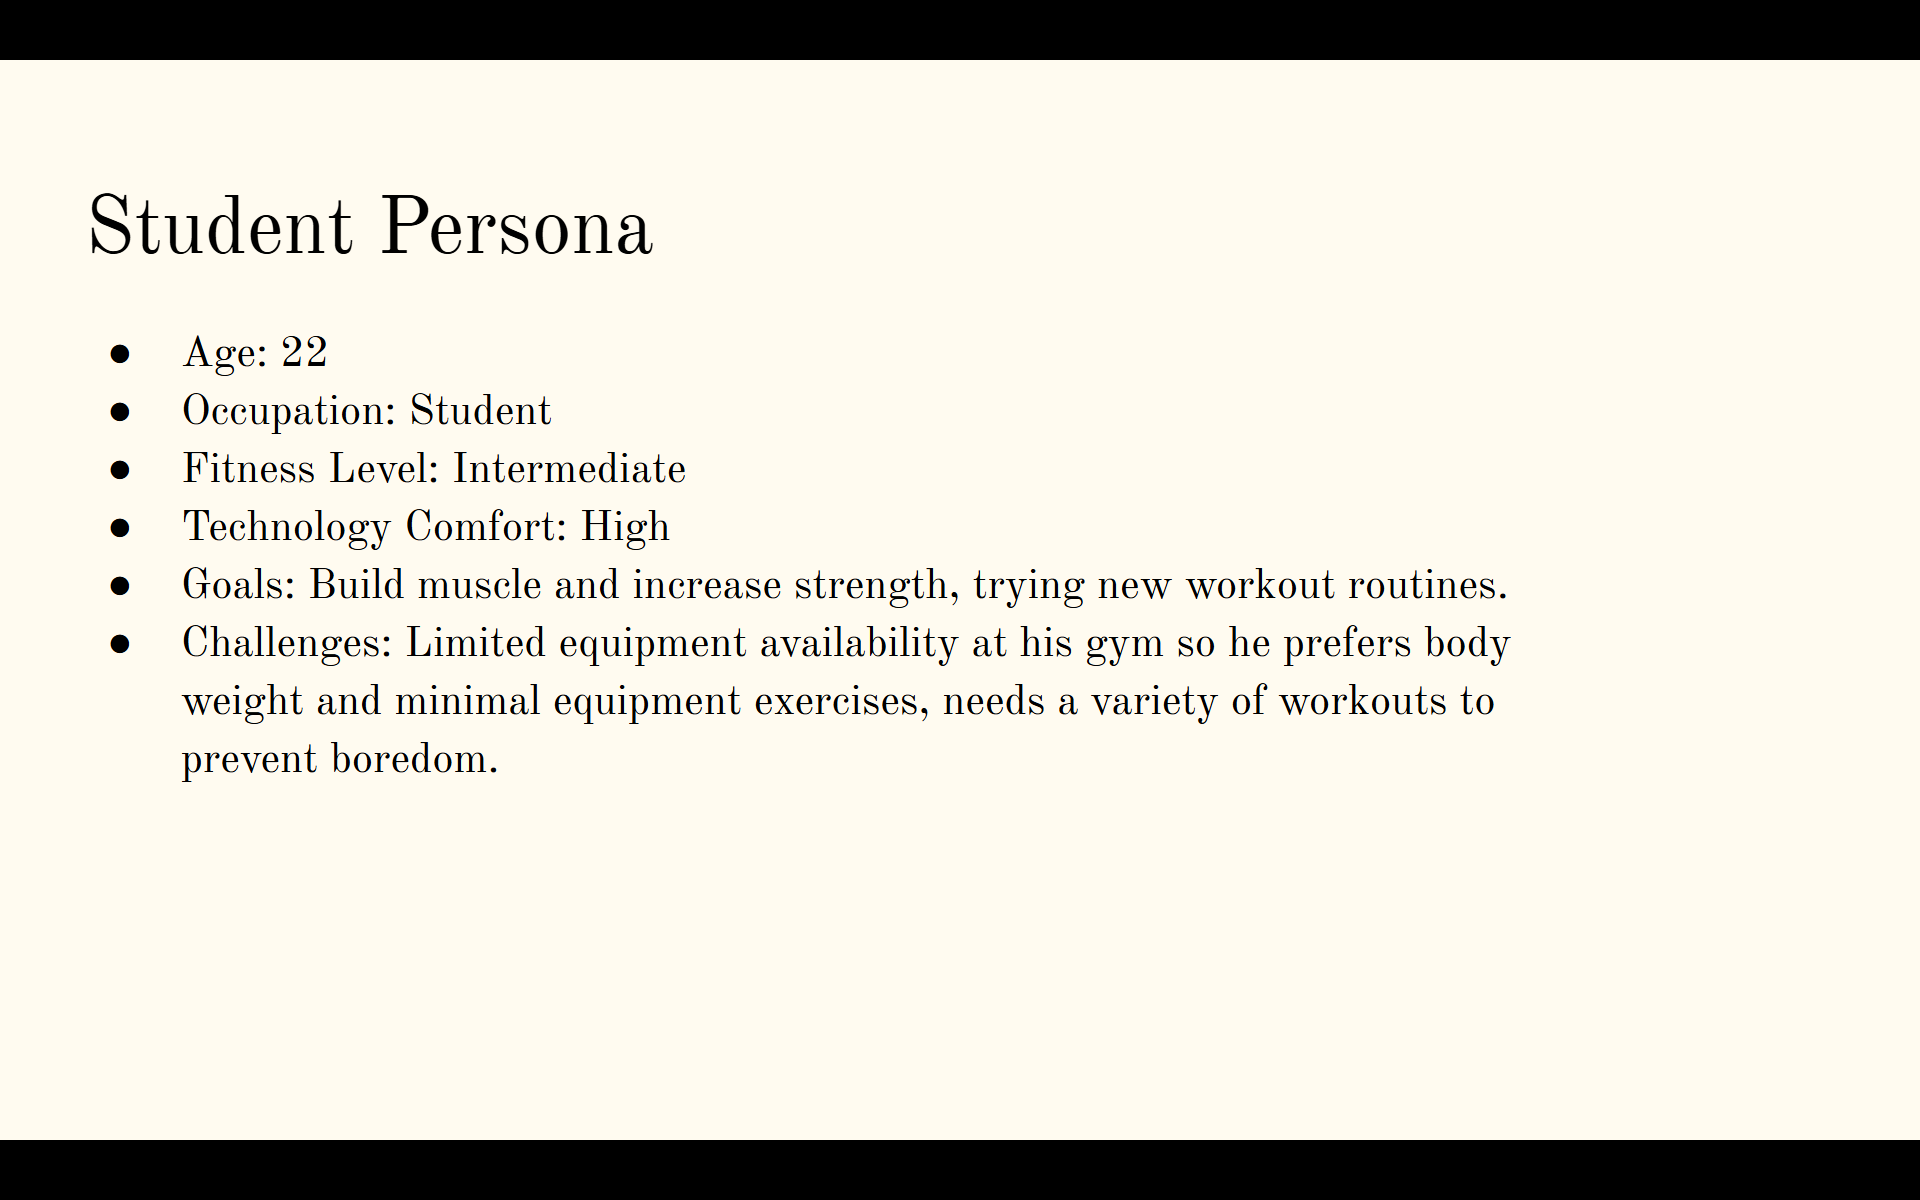 Student Persona
● Age: 22
● Occupation: Student
● Fitness Level: Intermediate
● Technology Comfort: High
● Goals: Build muscle and increase strength, trying new workout routines.
● Challenges: Limited equipment availability at his gym so he prefers body
weight and minimal equipment exercises, needs a variety of workouts to
prevent boredom.